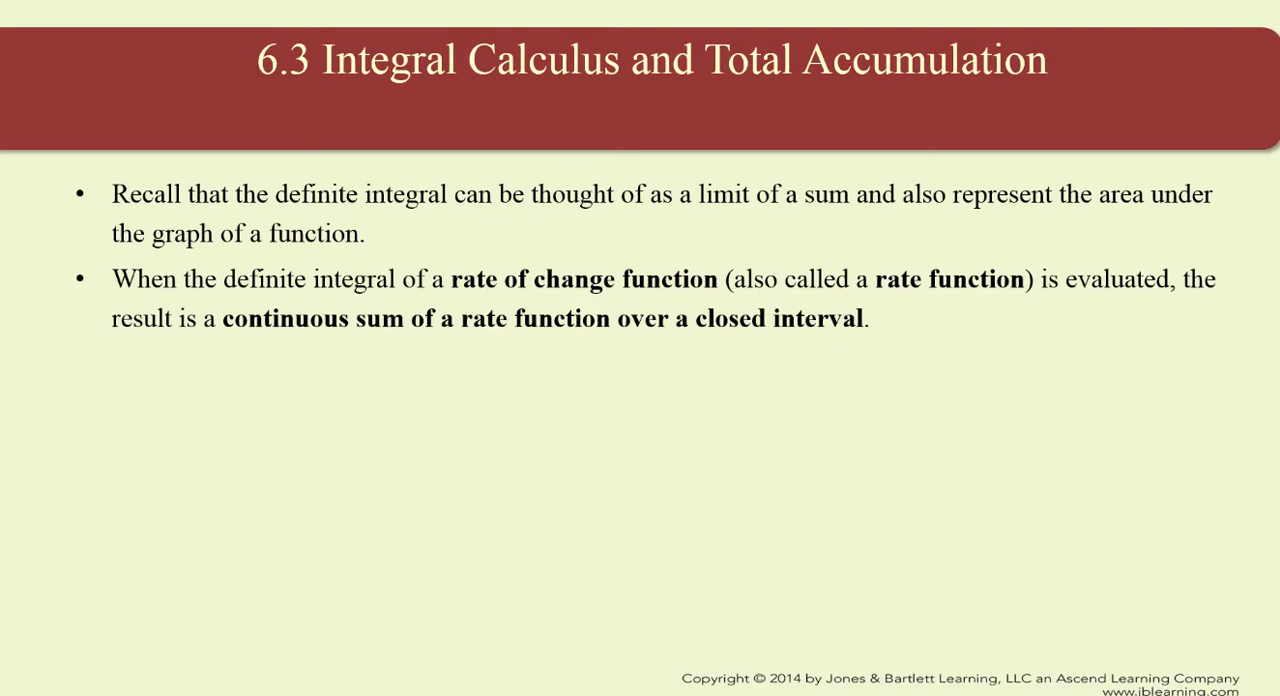 6.3 Integral Calculus and Total Accumulation
• Recall that the definite integral can be thought of as a limit of a sum and also represent the area under
the graph of a function.
• When the definite integral of a rate of change function (also called a rate function) is evaluated, the
result is a continuous sum of a rate function over a closed interval.
Copyright © 2014 by Jones & Bartlett Learning, LLC an Ascend Learning Company
www.jblearning.com